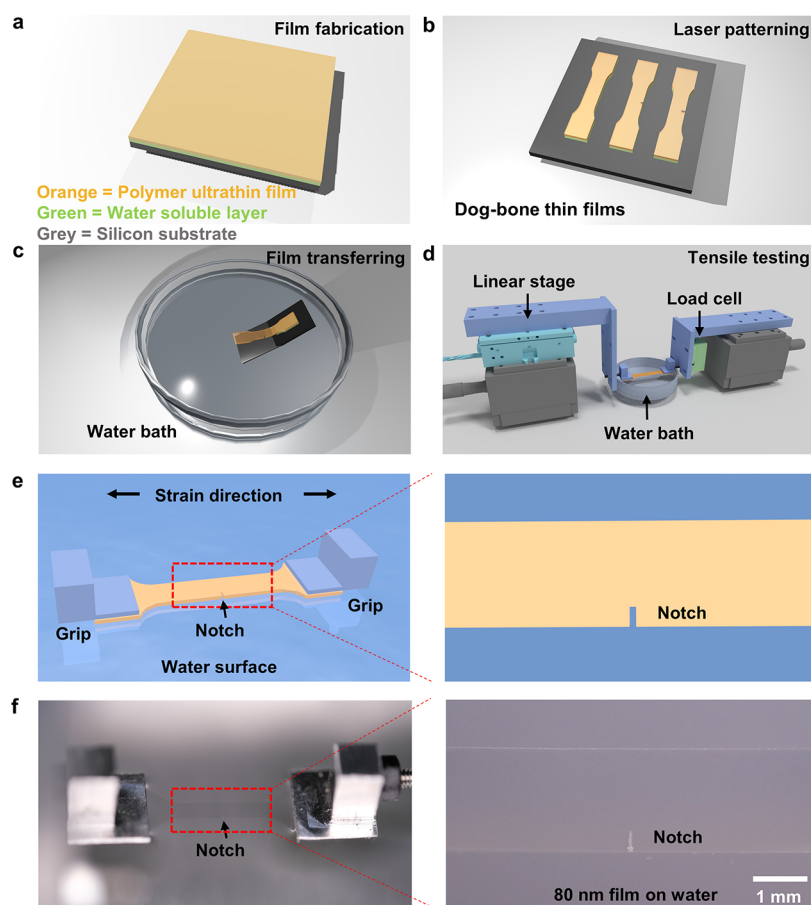 a
Film fabrication
Orange = Polymer ultrathin film
Green = Water soluble layer
Grey = Silicon substrate
b
Laser patterning
Dog-bone thin films
c
Film transferring
Water bath
d
Tensile testing
Linear stage
Load cell
Water bath
e
Strain direction
Grip
Notch
Grip
Water surface
Notch
f
Notch
Notch
80 nm film on water
1 mm